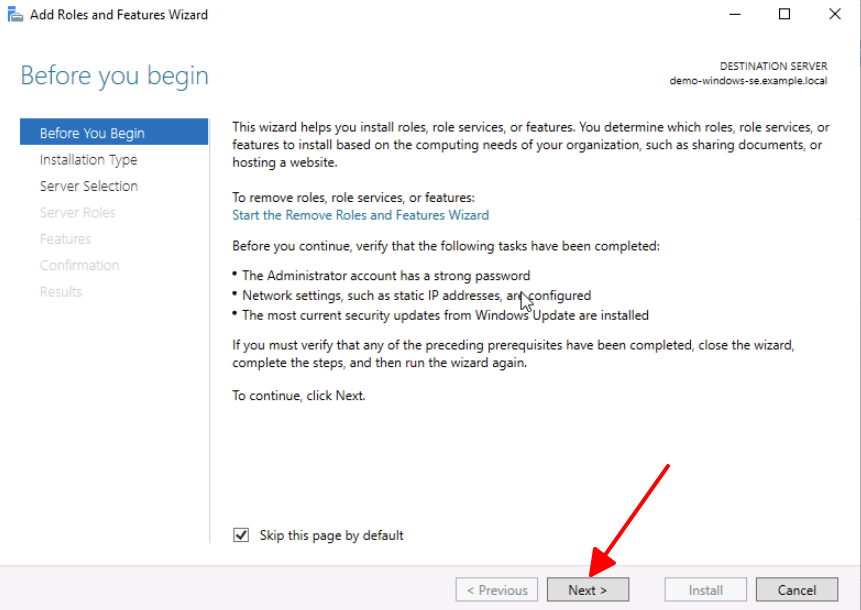 Add Roles and Features Wizard
Before you begin
DESTINATION SERVER
demo-windows-se.example.local
Before You Begin
Installation Type
Server Selection
Server Roles
Features
Confirmation
Results
This wizard helps you install roles, role services, or features. You determine which roles, role services, or
features to install based on the computing needs of your organization, such as sharing documents, or
hosting a website.
To remove roles, role services, or features:
Start the Remove Roles and Features Wizard
Before you continue, verify that the following tasks have been completed:
• The Administrator account has a strong password
• Network settings, such as static IP addresses, are configured
• The most current security updates from Windows Update are installed
If you must verify that any of the preceding prerequisites have been completed, close the wizard,
complete the steps, and then run the wizard again.
To continue, click Next.
Skip this page by default
< Previous
Next >
Install
Cancel